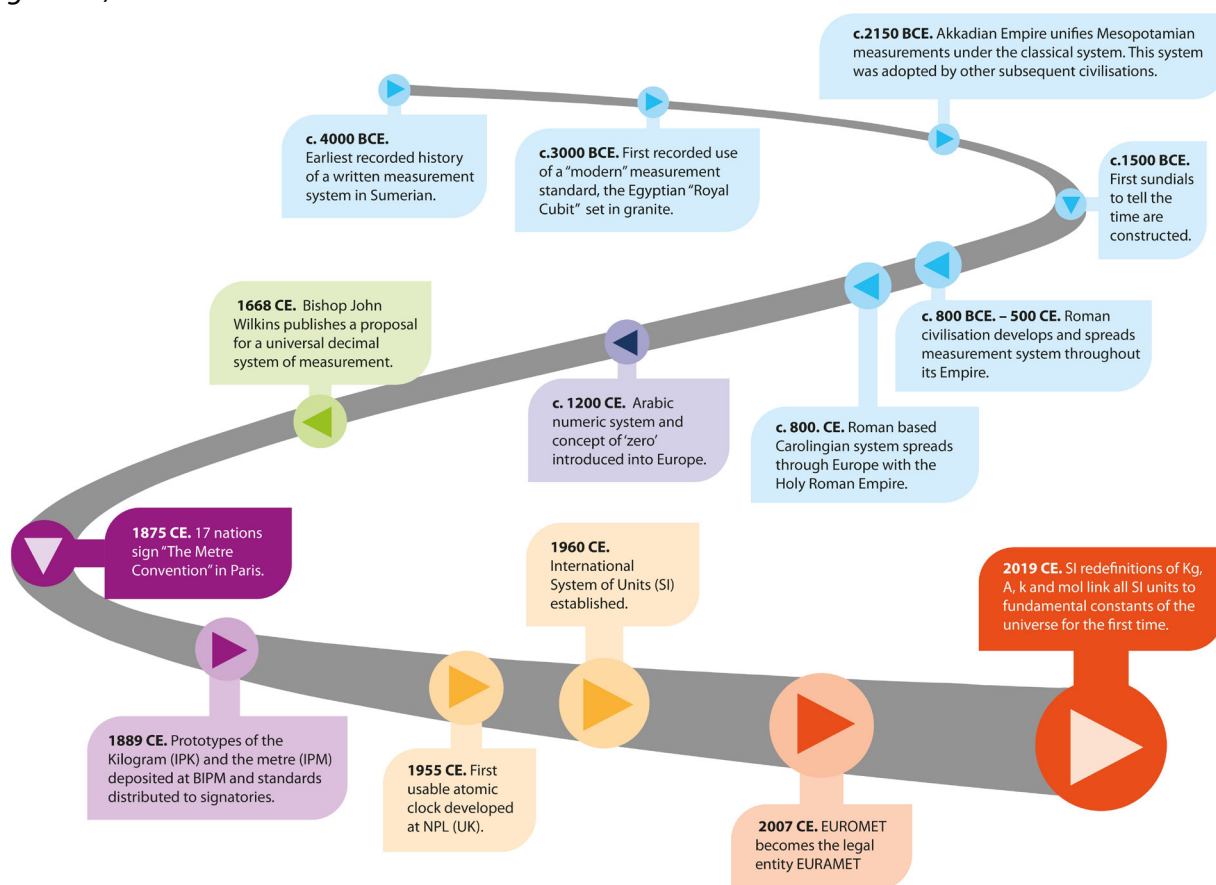 c. 4000 BCE.
Earliest recorded history
of a written measurement
system in Sumerian.
c.3000 BCE. First recorded use
of a “modern” measurement
standard, the Egyptian “Royal
Cubit” set in granite.
c.2150 BCE. Akkadian Empire unifies Mesopotamian
measurements under the classical system. This system
was adopted by other subsequent civilisations.
c.1500 BCE.
First sundials
to tell the
time are
constructed.
c. 800 BCE. – 500 CE. Roman
civilisation develops and spreads
measurement system throughout
its Empire.
c. 800. CE. Roman based
Carolingian system spreads
through Europe with the
Holy Roman Empire.
c. 1200 CE. Arabic
numeric system and
concept of ‘zero’
introduced into Europe.
1668 CE. Bishop John
Wilkins publishes a proposal
for a universal decimal
system of measurement.
1875 CE. 17 nations
sign “The Metre
Convention” in Paris.
1889 CE. Prototypes of the
Kilogram (IPK) and the metre (IPM)
deposited at BIPM and standards
distributed to signatories.
1955 CE. First
usable atomic
clock developed
at NPL (UK).
1960 CE.
International
System of Units (SI)
established.
2007 CE. EUROMET
becomes the legal
entity EURAMET
2019 CE. SI redefinitions of Kg,
A, k and mol link all SI units to
fundamental constants of the
universe for the first time.